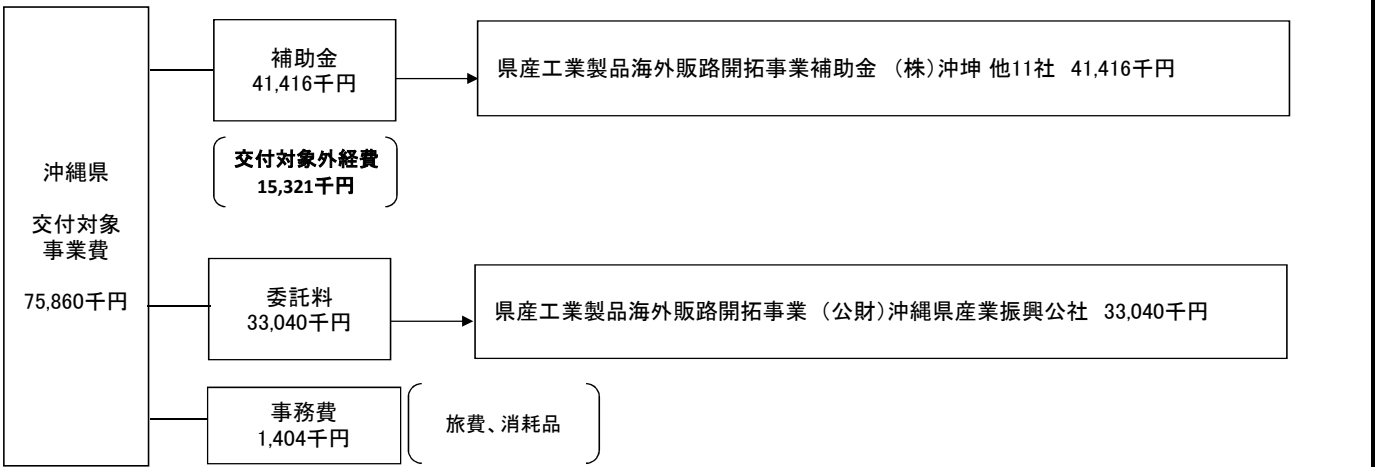 沖縄県
交付対象
事業費
75,860千円
補助金
41,416千円
県産工業製品海外販路開拓事業補助金 （株）沖坤 他11社 41,416千円
交付対象外経費
15,321千円
委託料
33,040千円
県産工業製品海外販路開拓事業 （公財）沖縄県産業振興公社 33,040千円
事務費
1,404千円
旅費、消耗品